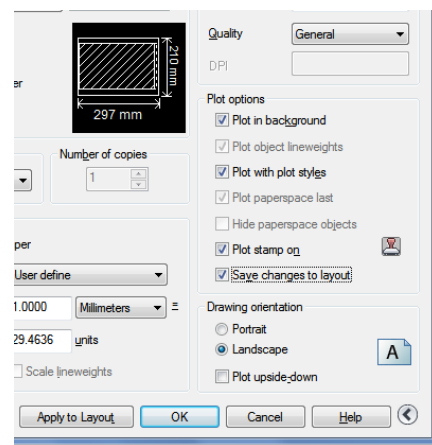 Quality General
DPI
210 mm
297 mm
er
Plot options
Plot in background
Plot object lineweights
Plot with plot styles
Plot paperspace last
Hide paperspace objects
Plot stamp on
Save changes to layout
Number of copies
1
per
User define
1.0000 Millimeters =
29.4636 units
Scale lineweights
Drawing orientation
Portrait
Landscape
A
Plot upside-down
Apply to Layout OK Cancel Help